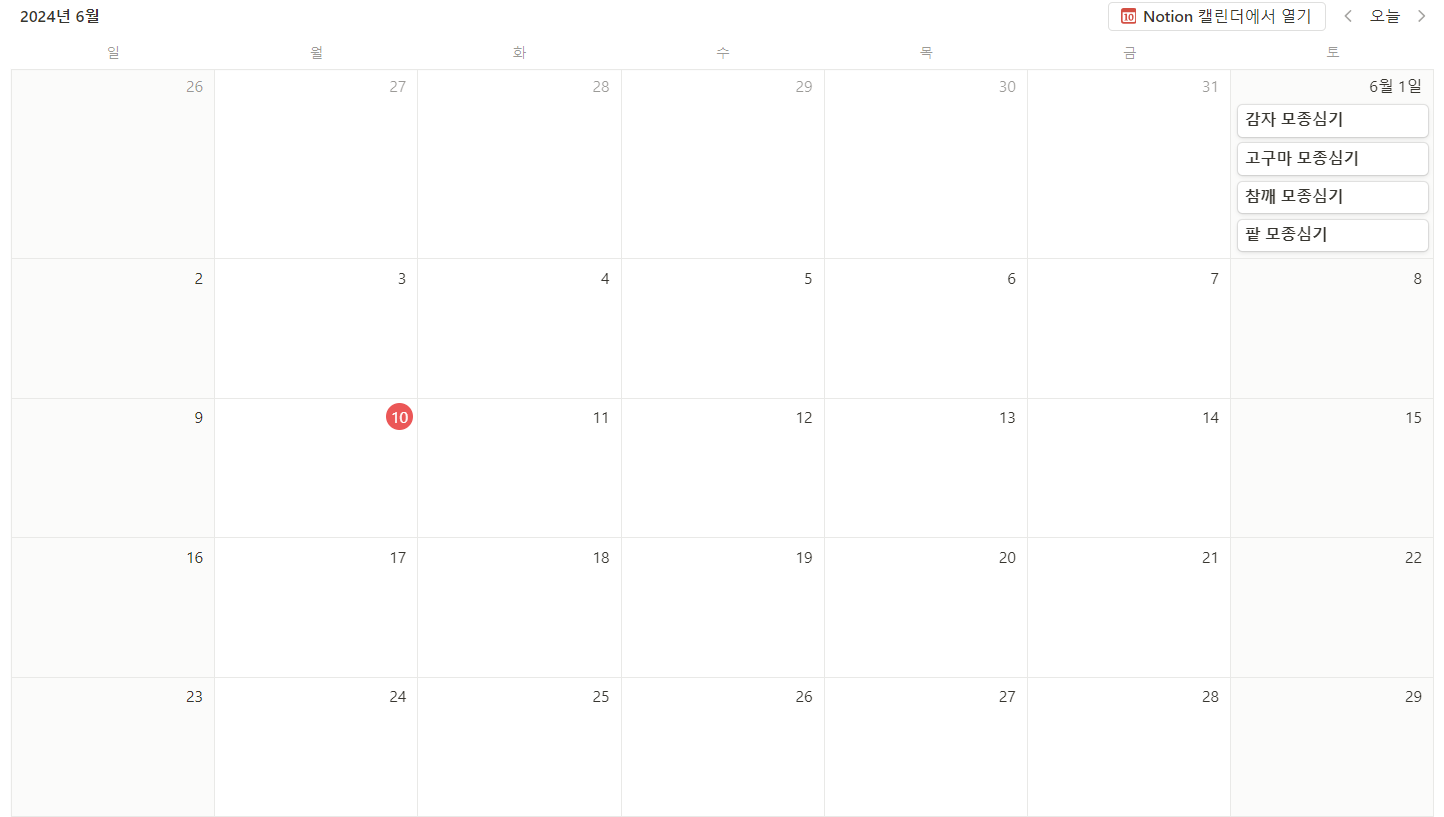 2024년 6월
Notion 캘린더에서 열기
오늘
일 월 화 수 목 금 토
26 27 28 29 30 31 6월 1일
감자 모종심기
고구마 모종심기
참깨 모종심기
팥 모종심기
2 3 4 5 6 7 8
9 10 11 12 13 14 15
16 17 18 19 20 21 22
23 24 25 26 27 28 29